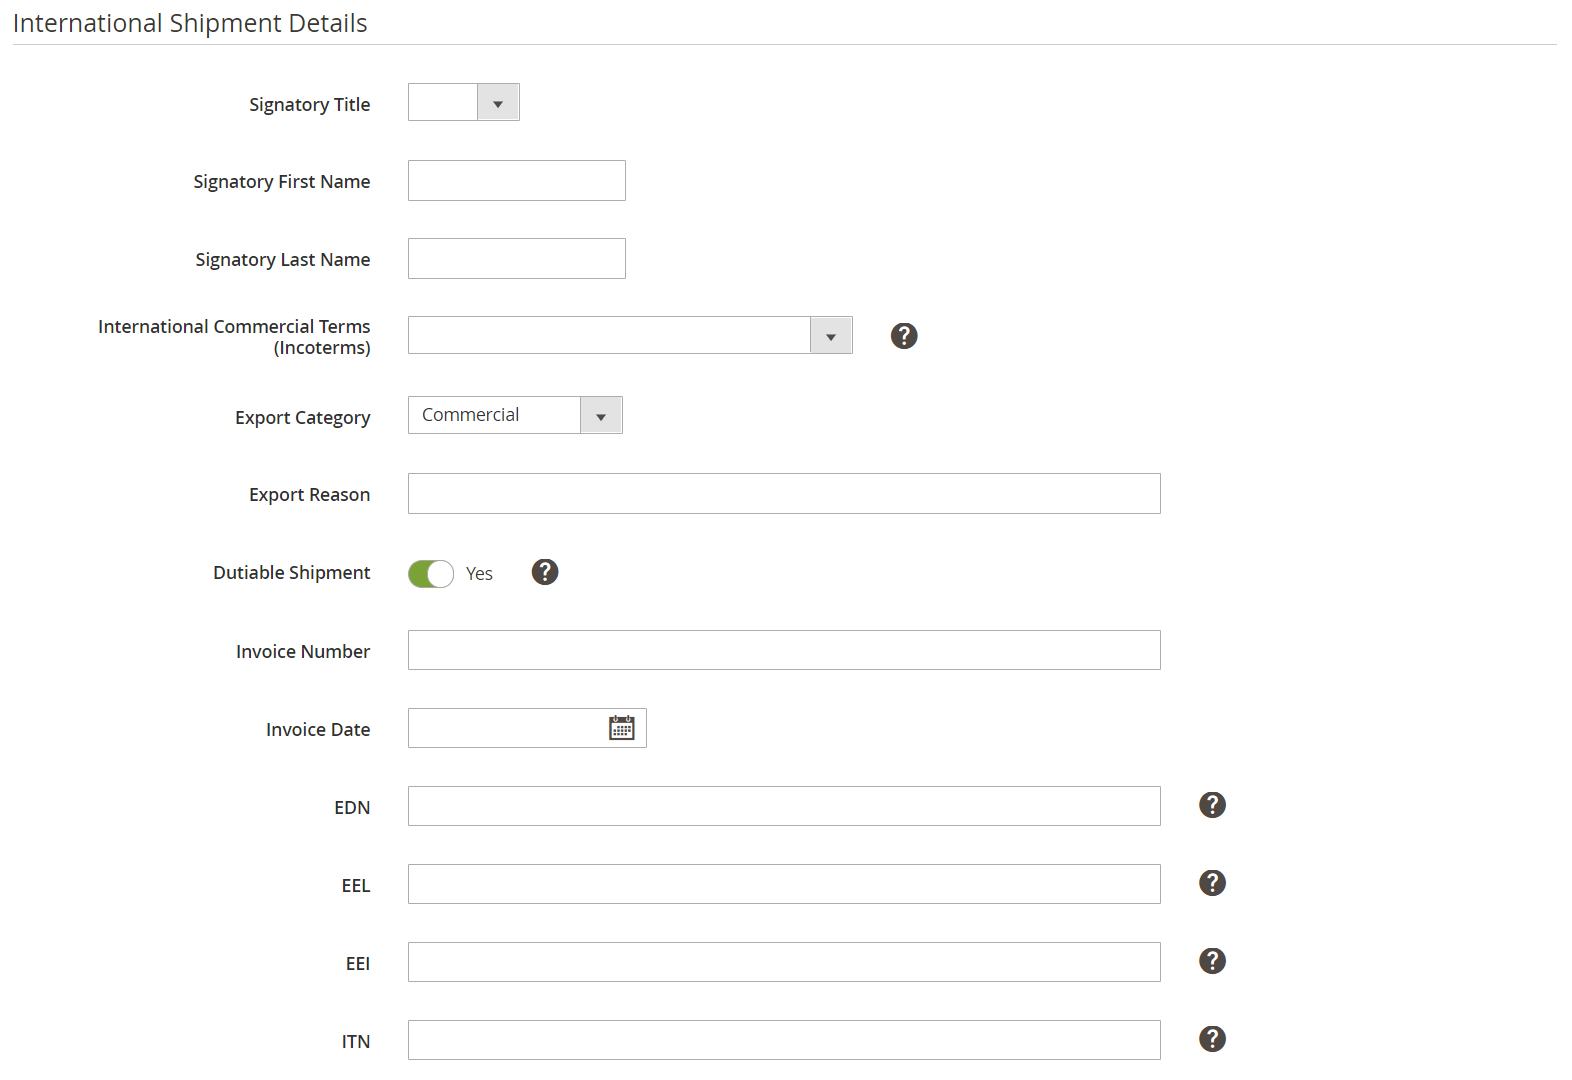 International Shipment Details
Signatory Title
Signatory First Name
Signatory Last Name
International Commercial Terms
(Incoterms)
?
Export Category
Commercial
Export Reason
Dutiable Shipment
Yes
?
Invoice Number
Invoice Date
EDN
?
EEL
?
EEI
?
ITN
?